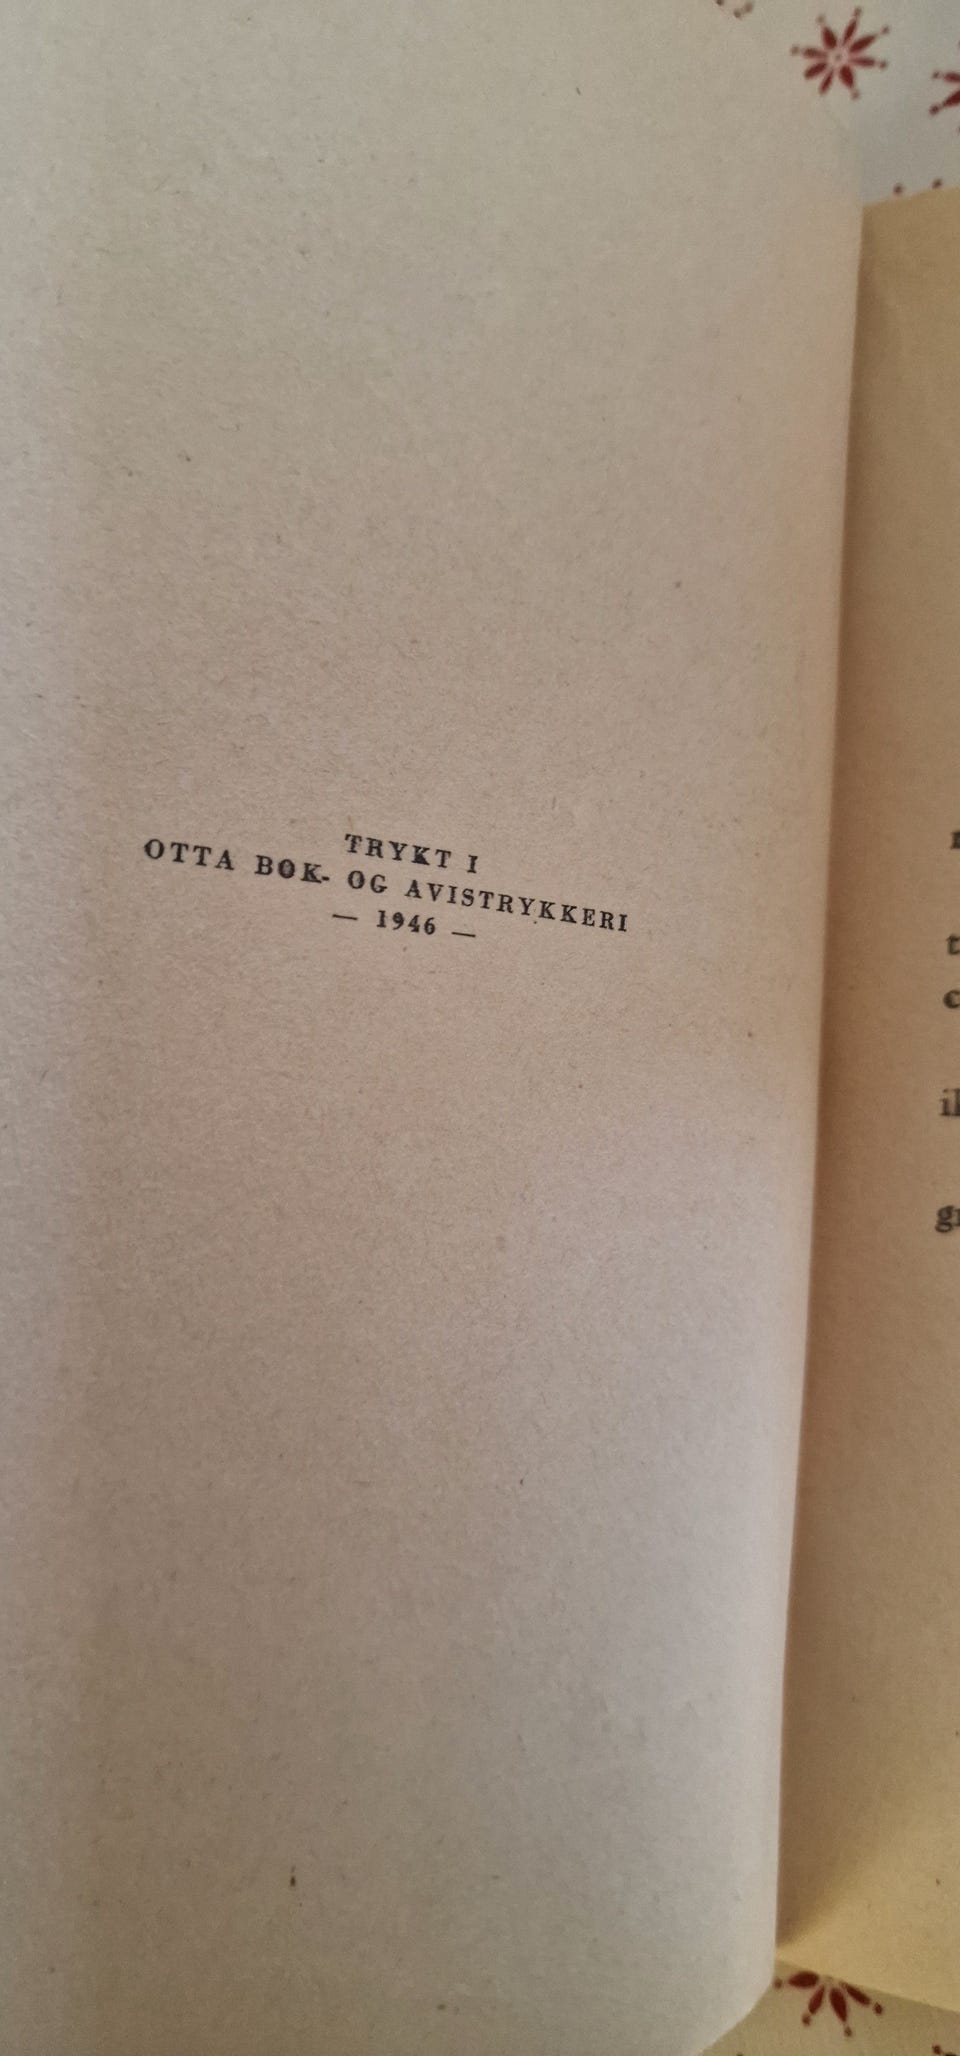 TRYKT I
OTTA BOK- OG AVISTRYKKERI
— 1946 —